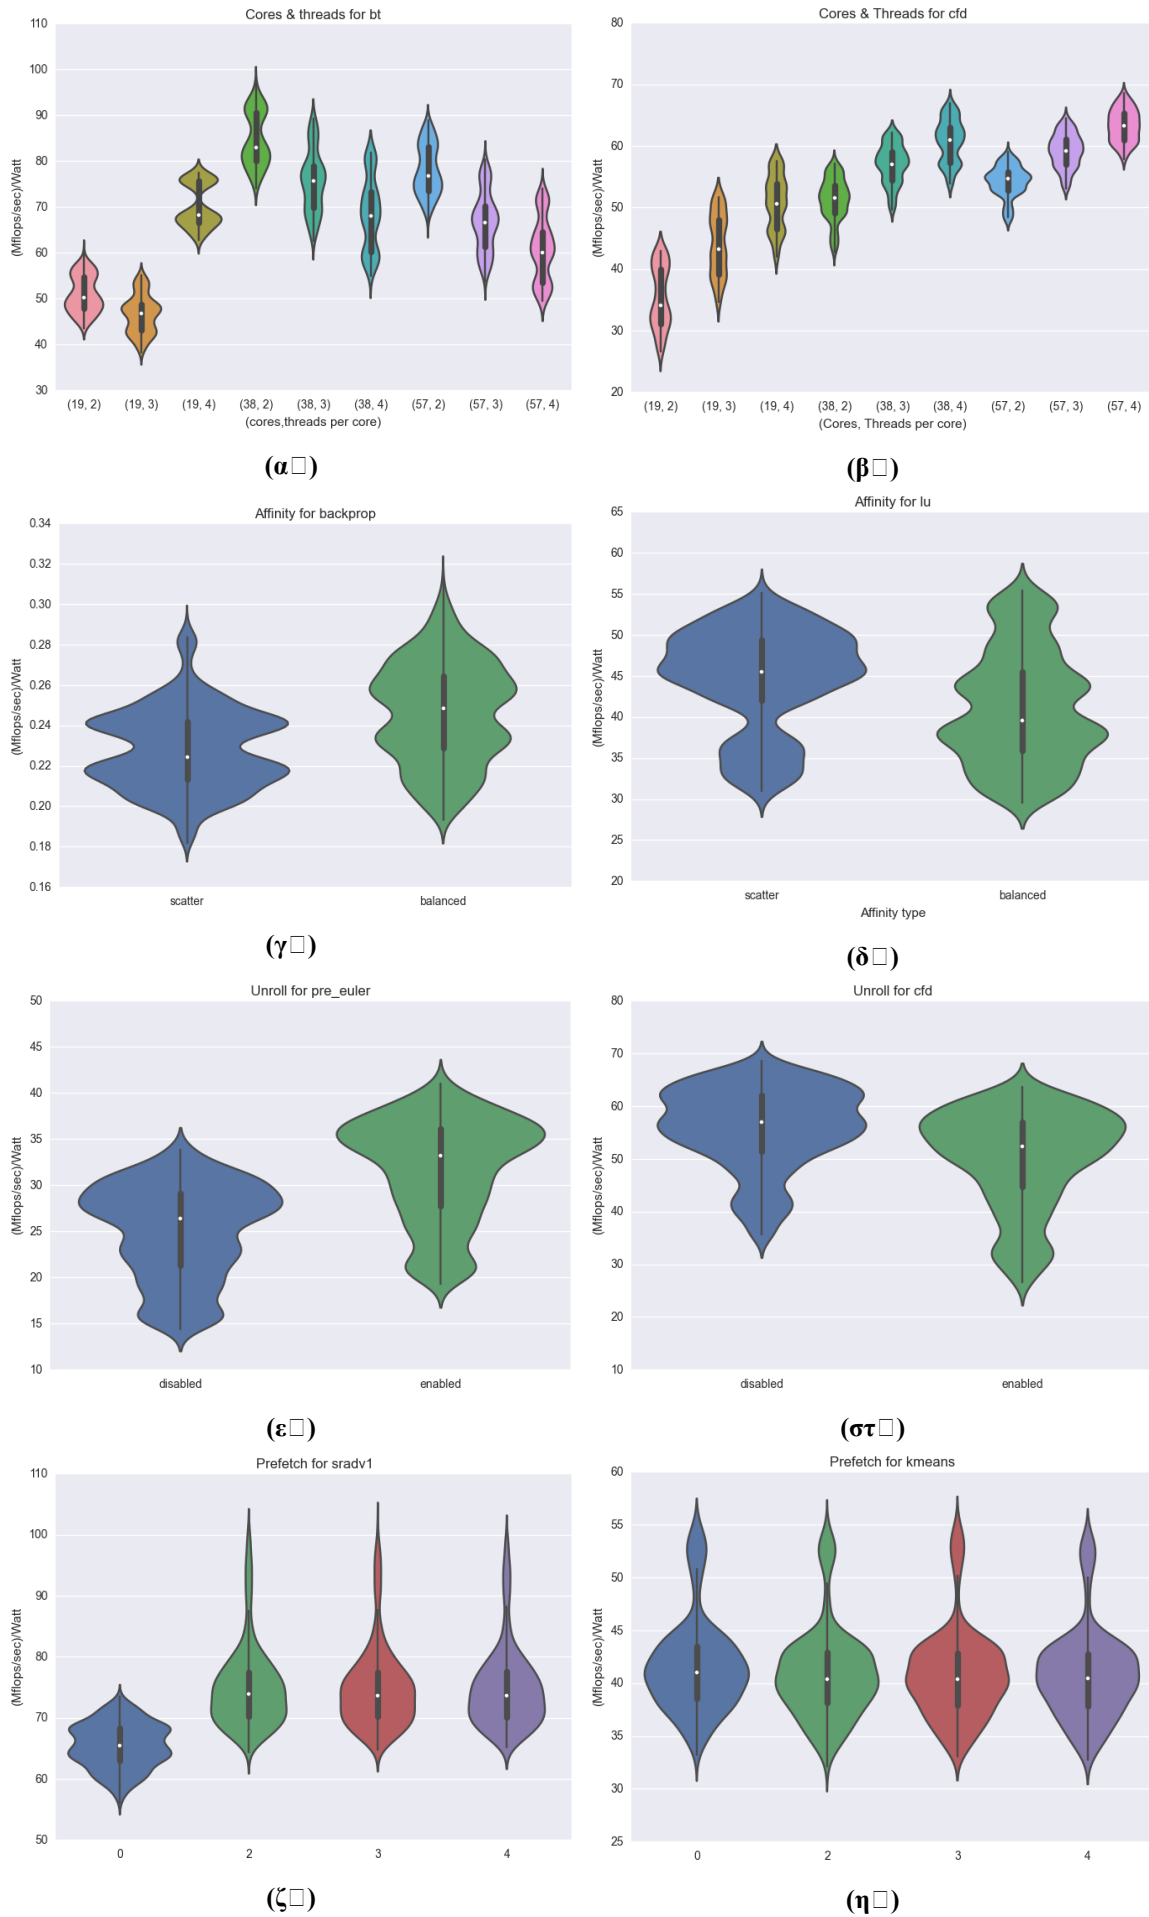 Cores & threads for bt
110
100
90
80
70
60
50
40
30
(Mflops/sec)/Watt
(19, 2) (19, 3) (19, 4) (38, 2) (38, 3) (38, 4) (57, 2) (57, 3) (57, 4)
(cores,threads per core)
(α□)
Cores & Threads for cfd
80
70
60
50
40
30
20
(Mflops/sec)/Watt
(19, 2) (19, 3) (19, 4) (38, 2) (38, 3) (38, 4) (57, 2) (57, 3) (57, 4)
(Cores, Threads per core)
(β□)
Affinity for backprop
0.34
0.32
0.30
0.28
0.26
0.24
0.22
0.20
0.18
0.16
(Mflops/sec)/Watt
scatter balanced
(γ□)
Affinity for lu
65
60
55
50
45
40
35
30
25
20
(Mflops/sec)/Watt
scatter balanced
Affinity type
(δ□)
Unroll for pre_euler
50
45
40
35
30
25
20
15
10
(Mflops/sec)/Watt
disabled enabled
(ε□)
Unroll for cfd
80
70
60
50
40
30
20
10
(Mflops/sec)/Watt
disabled enabled
(στ□)
Prefetch for sradv1
110
100
90
80
70
60
50
(Mflops/sec)/Watt
0 2 3 4
(ζ□)
Prefetch for kmeans
60
55
50
45
40
35
30
25
(Mflops/sec)/Watt
0 2 3 4
(η□)